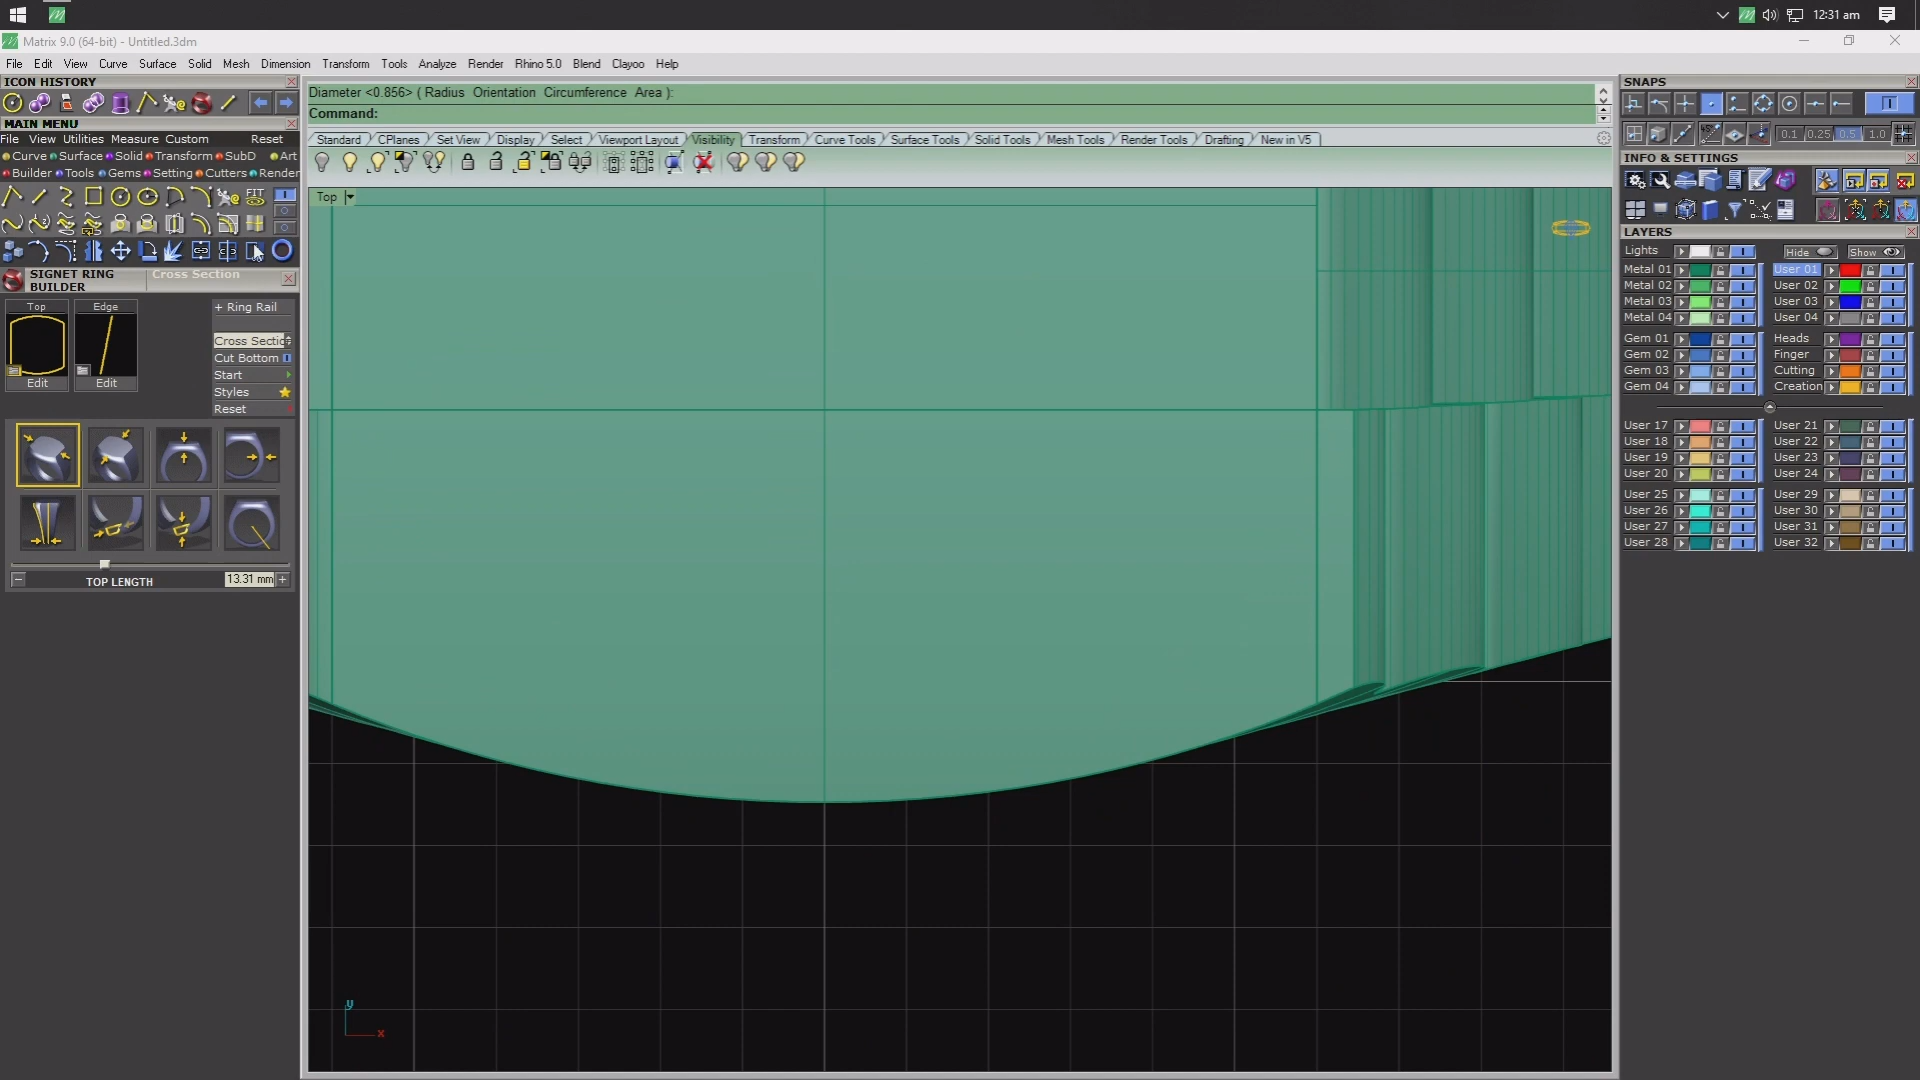 12:31 am
Matrix 9.0 (64-bit) - Untitled.3dm
File Edit View Curve Surface Solid Mesh Dimension Transform Tools Analyze Render Rhino 5.0 Blend Clayoo Help
ICON HISTORY
MAIN MENU
File View Utilities Measure Custom Reset
Curve Surface Solid Transform SubD Art
Builder Tools Gems Setting Cutters Render
FIT
SIGNET RING
BUILDER
Cross Section
Top Edge
Edit Edit
+ Ring Rail
Cross Sectio
Cut Bottom
Start
Styles
Reset
TOP LENGTH
13.31 mm
Diameter <0.856> ( Radius Orientation Circumference Area ):
Command:
Standard CPlanes Set View Display Select Viewport Layout Visibility Transform Curve Tools Surface Tools Solid Tools Mesh Tools Render Tools Drafting New in V5
Top
y
x
SNAPS
0.1 0.25 0.5 1.0
INFO & SETTINGS
LAYERS
Lights Hide Show
Metal 01 User 01
Metal 02 User 02
Metal 03 User 03
Metal 04 User 04
Gem 01 Heads
Gem 02 Finger
Gem 03 Cutting
Gem 04 Creation
User 17 User 21
User 18 User 22
User 19 User 23
User 20 User 24
User 25 User 29
User 26 User 30
User 27 User 31
User 28 User 32